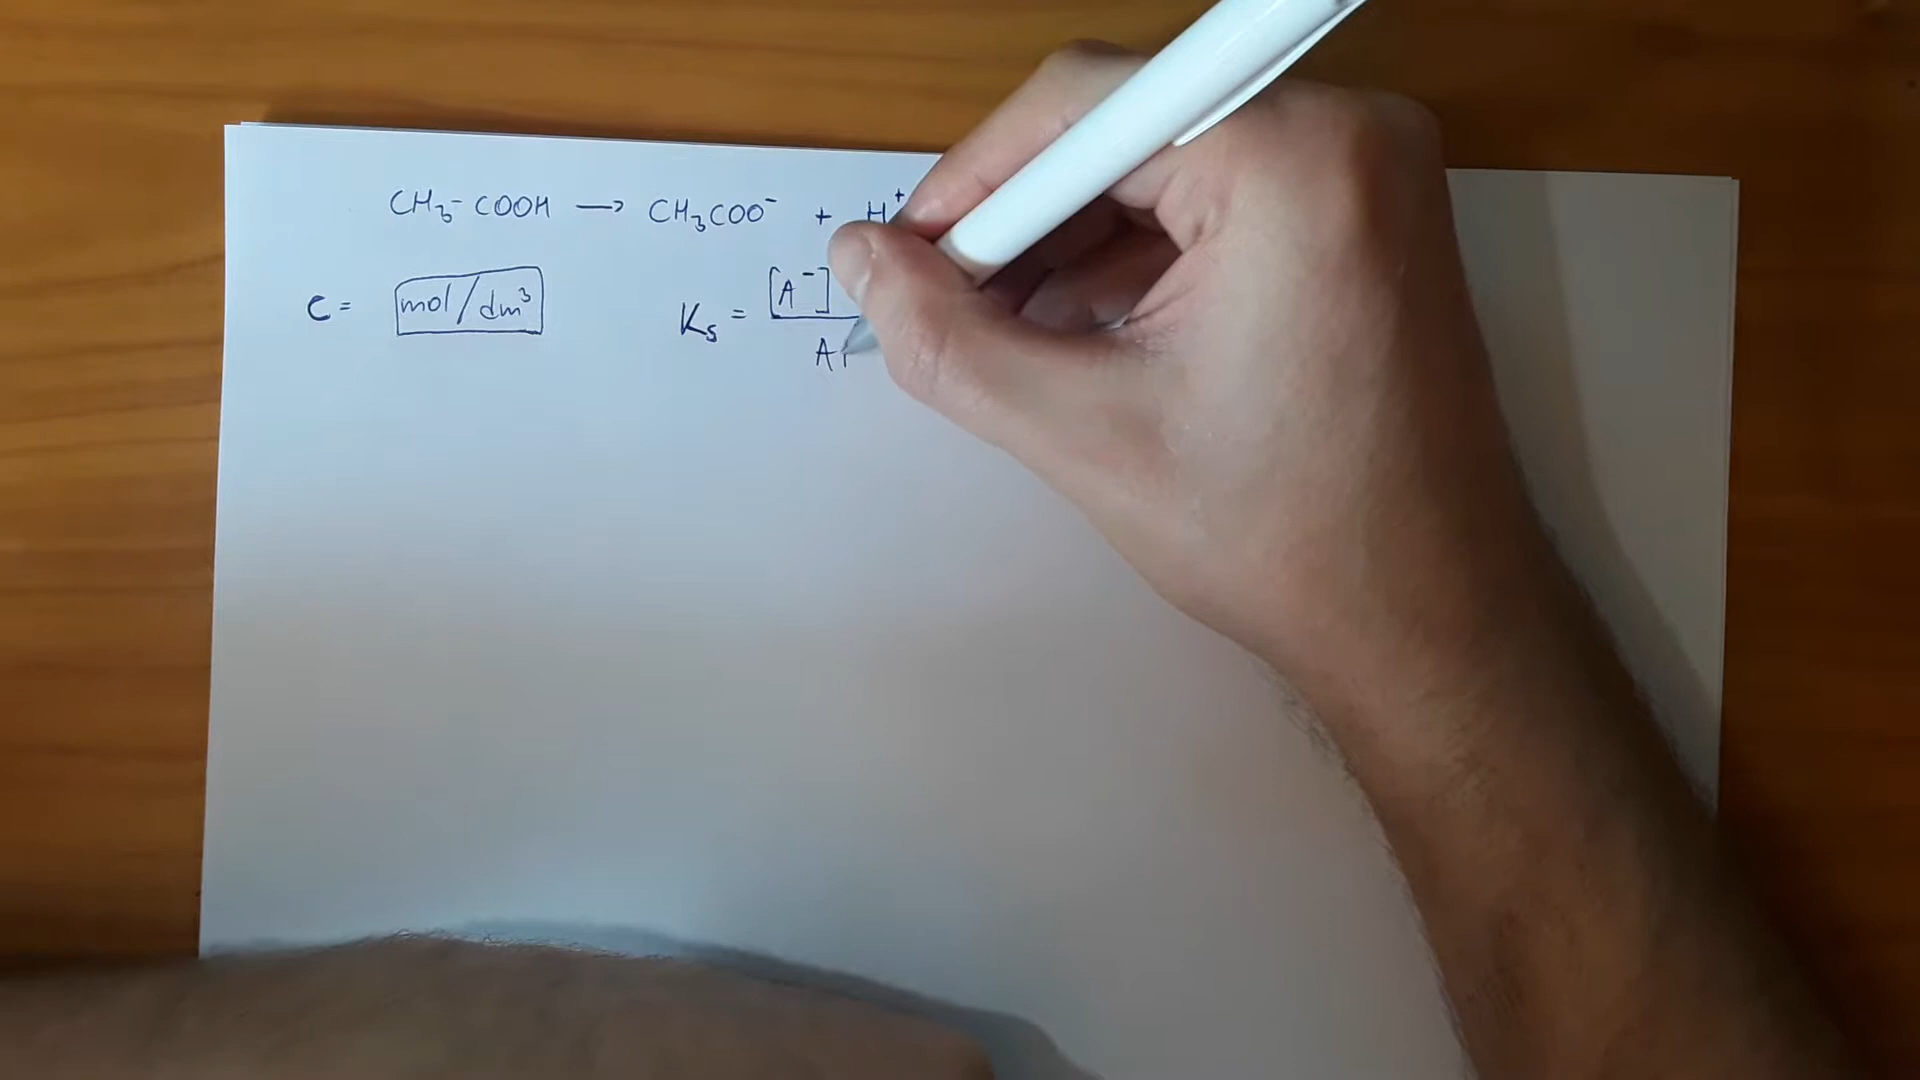 CH₃-COOH → CH₃COO⁻ + H⁺
c = mol/dm³ Ks = [A⁻]
A